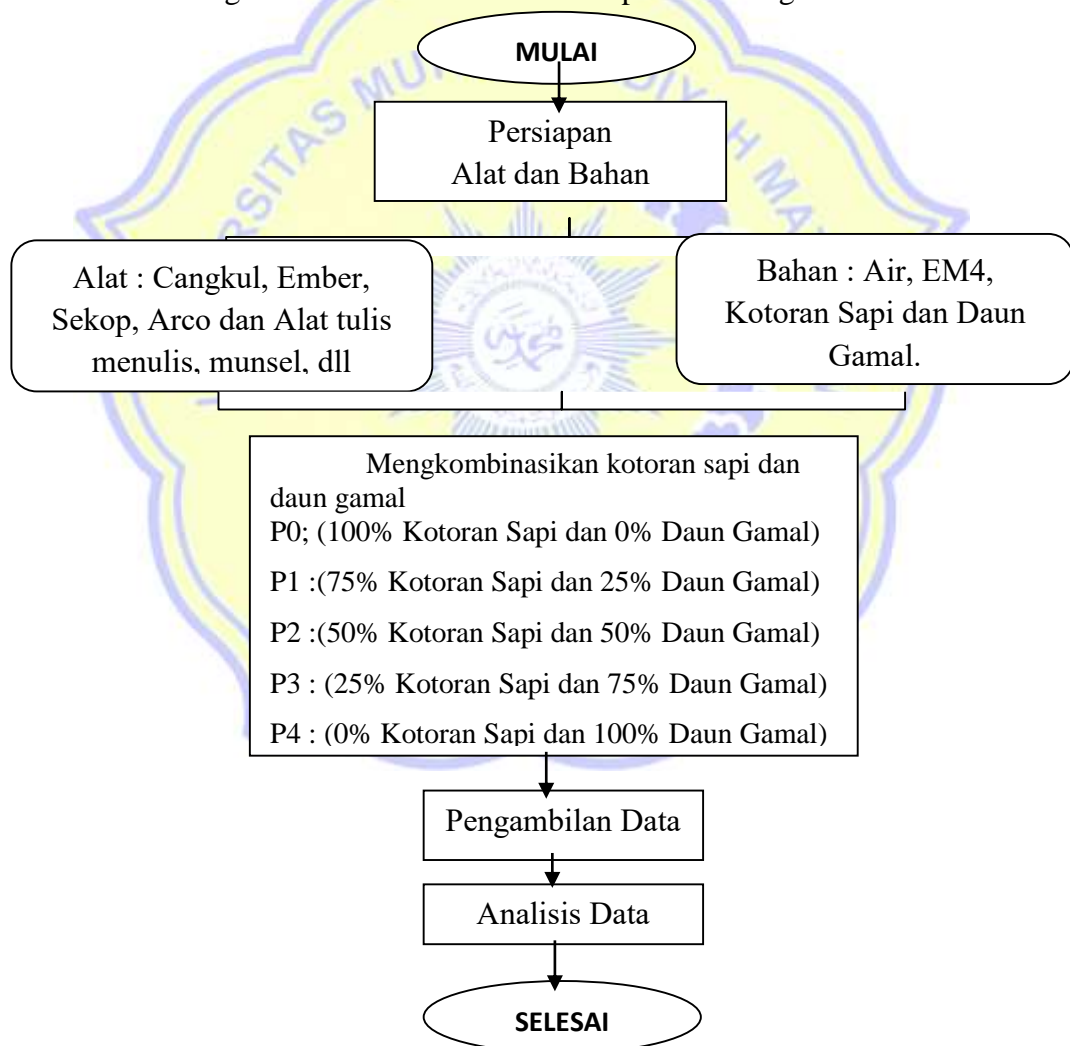 MULAI
Persiapan
Alat dan Bahan
Alat : Cangkul, Ember,
Sekop, Arco dan Alat tulis
menulis, munsel, dll
Bahan : Air, EM4,
Kotoran Sapi dan Daun
Gamal.
Mengkombinasikan kotoran sapi dan
daun gamal
P0; (100% Kotoran Sapi dan 0% Daun Gamal)
P1 :(75% Kotoran Sapi dan 25% Daun Gamal)
P2 :(50% Kotoran Sapi dan 50% Daun Gamal)
P3 : (25% Kotoran Sapi dan 75% Daun Gamal)
P4 : (0% Kotoran Sapi dan 100% Daun Gamal)
Pengambilan Data
Analisis Data
SELESAI